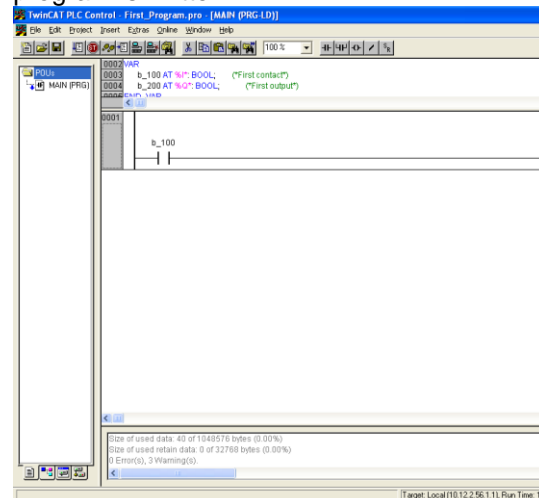 TwinCAT PLC Control - First_Program.pro - [MAIN (PRG-LD)]
File Edit Project Insert Extras Online Window Help
100 %
POUs
MAIN (PRG)
0002 VAR
0003 b_100 AT %I*: BOOL; (*First contact*)
0004 b_200 AT %Q*: BOOL; (*First output*)
0001
b_100
Size of used data: 40 of 1048576 bytes (0.00%)
Size of used retain data: 0 of 32768 bytes (0.00%)
0 Error(s), 3 Warning(s).
Target: Local (10.12.2.56.1.1), Run Time: 1